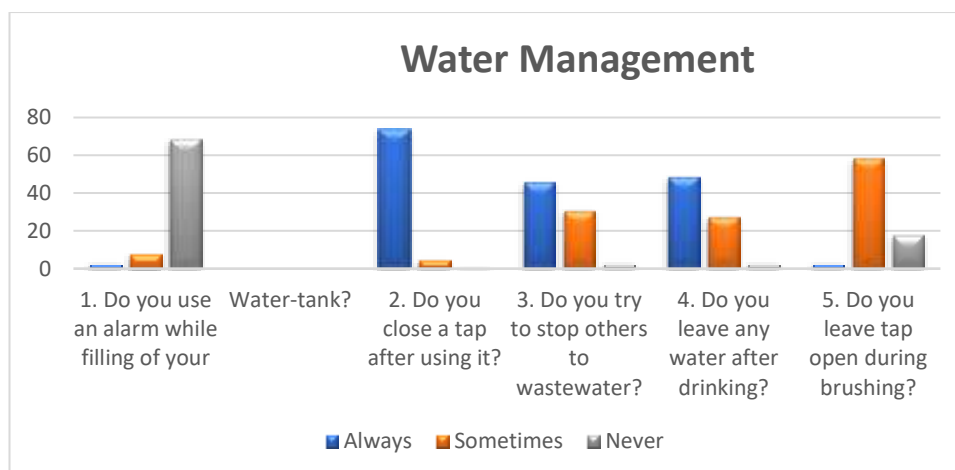 Water Management
80
60
40
20
0
1. Do you use
an alarm while
filling of your
Water-tank?
2. Do you
close a tap
after using it?
3. Do you try
to stop others
to
wastewater?
4. Do you
leave any
water after
drinking?
5. Do you
leave tap
open during
brushing?
Always Sometimes Never